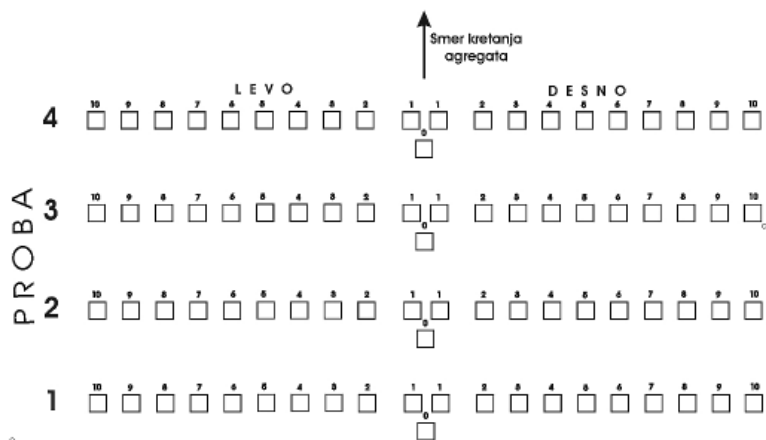 Smer kretanja
agregata
LEVO DESNO
4 10 9 8 7 6 5 4 3 2 1 1 2 3 4 5 6 7 8 9 10
0
3 10 9 8 7 6 5 4 3 2 1 1 2 3 4 5 6 7 8 9 10
0
PROBA
2 10 9 8 7 6 5 4 3 2 1 1 2 3 4 5 6 7 8 9 10
0
1 10 9 8 7 6 5 4 3 2 1 1 2 3 4 5 6 7 8 9 10
0